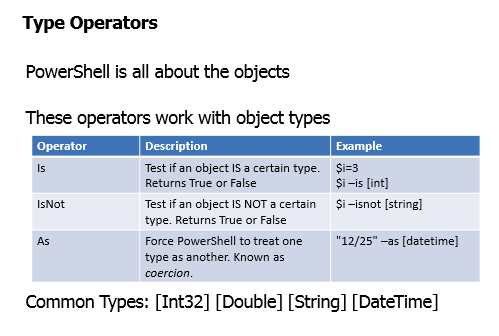 Type Operators
PowerShell is all about the objects
These operators work with object types
Operator Description Example
Is Test if an object IS a certain type. $i=3
Returns True or False $i –is [int]
IsNot Test if an object IS NOT a certain $i –isnot [string]
type. Returns True or False
As Force PowerShell to treat one "12/25" –as [datetime]
type as another. Known as
coercion.
Common Types: [Int32] [Double] [String] [DateTime]